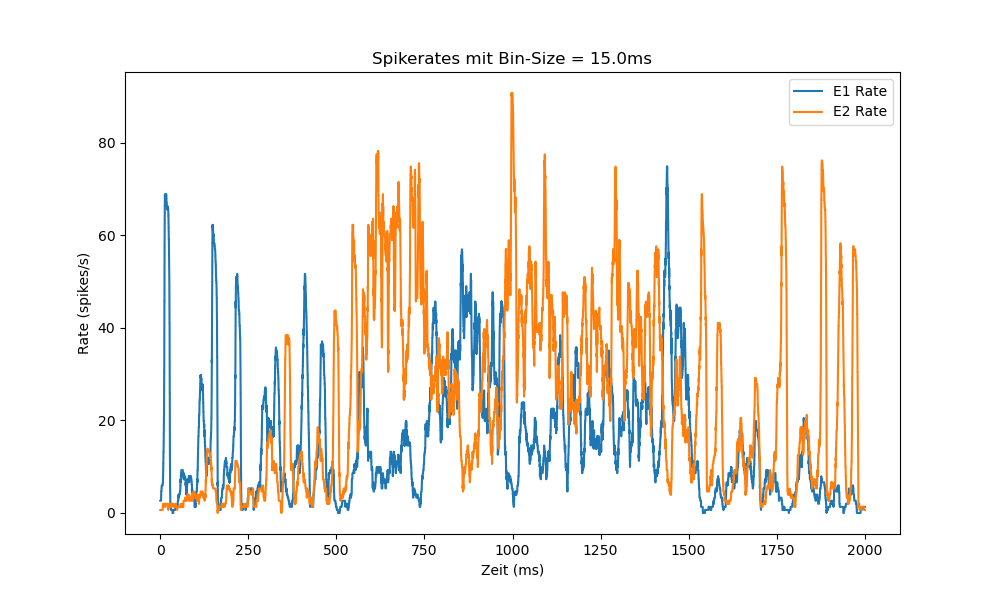 Spikerates mit Bin-Size = 15.0ms
E1 Rate
E2 Rate
Rate (spikes/s)
80
60
40
20
0
0 250 500 750 1000 1250 1500 1750 2000
Zeit (ms)